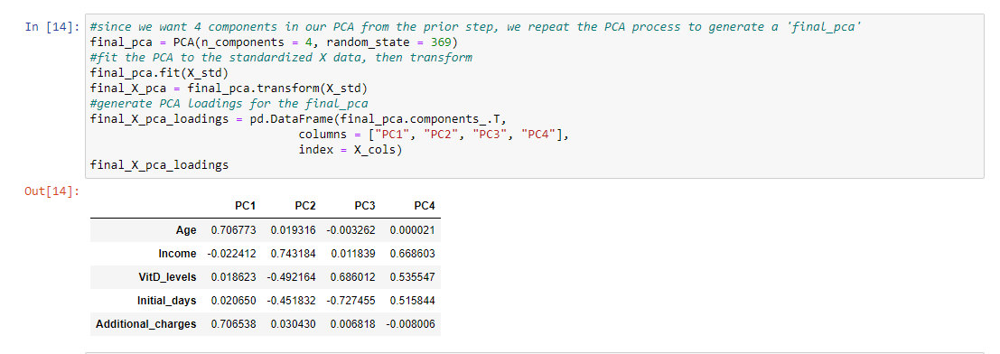 In [14]: #since we want 4 components in our PCA from the prior step, we repeat the PCA process to generate a 'final_pca'
final_pca = PCA(n_components = 4, random_state = 369)
#fit the PCA to the standardized X data, then transform
final_pca.fit(X_std)
final_X_pca = final_pca.transform(X_std)
#generate PCA loadings for the final_pca
final_X_pca_loadings = pd.DataFrame(final_pca.components_.T,
columns = ["PC1", "PC2", "PC3", "PC4"],
index = X_cols)
final_X_pca_loadings
Out[14]:
PC1 PC2 PC3 PC4
Age 0.706773 0.019316 -0.003262 0.000021
Income -0.022412 0.743184 0.011839 0.668603
VitD_levels 0.018623 -0.492164 0.686012 0.535547
Initial_days 0.020650 -0.451832 -0.727455 0.515844
Additional_charges 0.706538 0.030430 0.006818 -0.008006